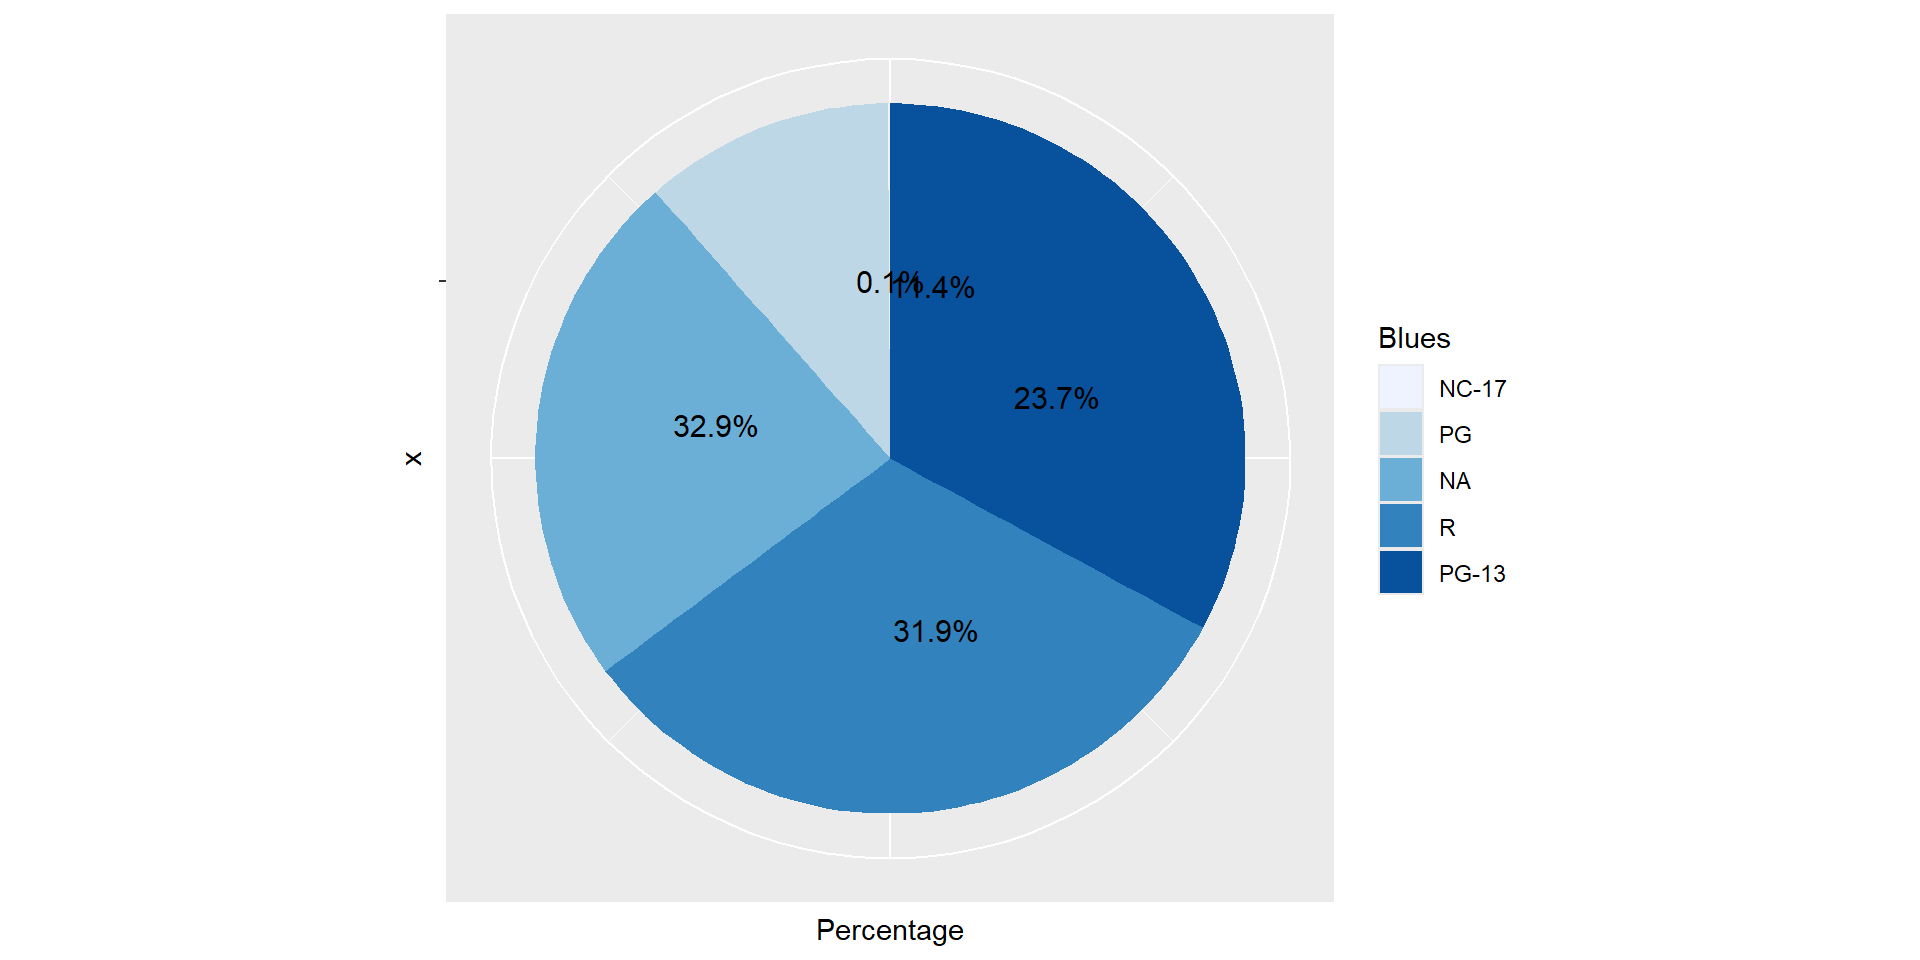 0.1%
11.4%
23.7%
32.9%
31.9%
x
Percentage
Blues
NC-17
PG
NA
R
PG-13